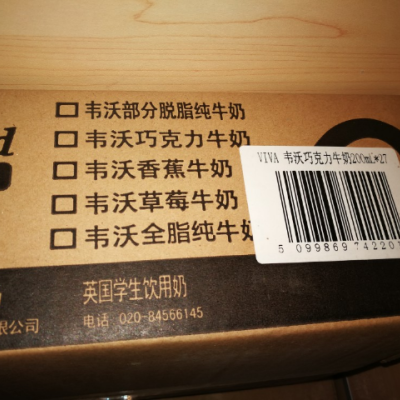 □ 韦沃部分脱脂纯牛奶
□ 韦沃巧克力牛奶
□ 韦沃香蕉牛奶
□ 韦沃草莓牛奶
□ 韦沃全脂纯牛奶
VIVA 韦沃巧克力牛奶200ml*27
5 099869 74220
英国学生饮用奶
限公司
电话 020-84566145